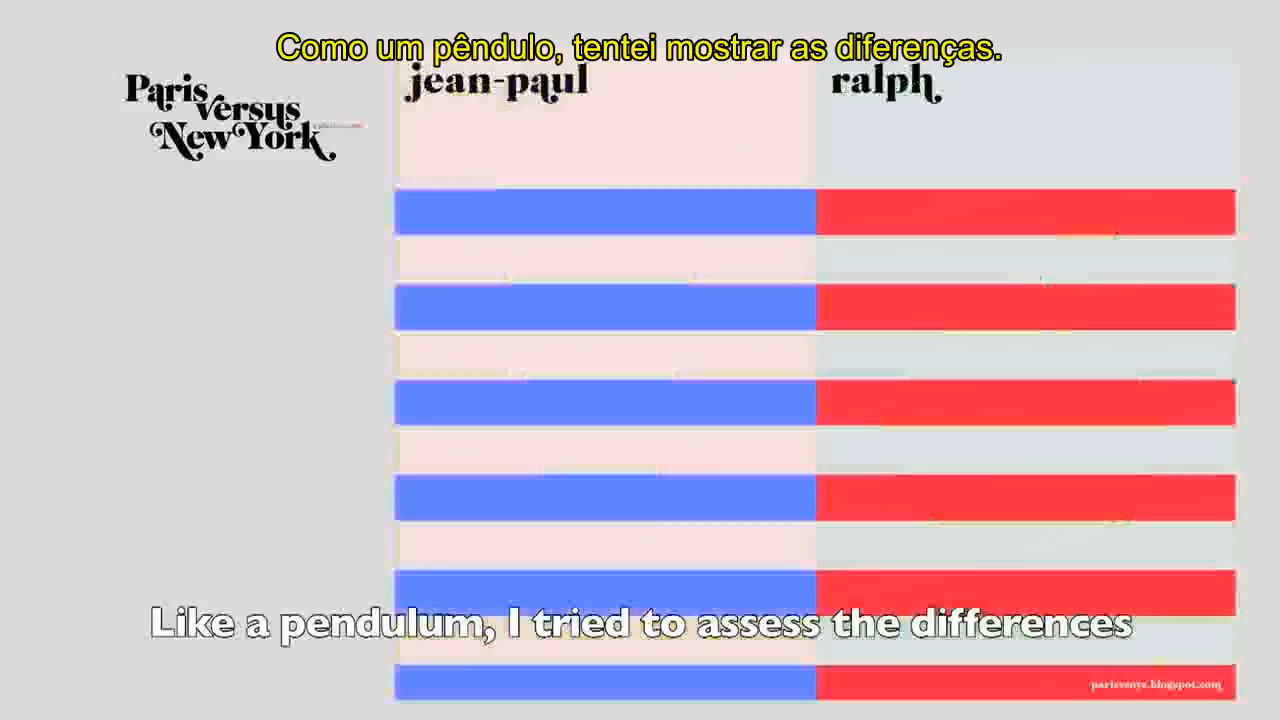 Como um pêndulo, tentei mostrar as diferenças.
Paris
versus
New York
jean-paul
ralph
Like a pendulum, I tried to assess the differences
parisvsnyc.blogspot.com